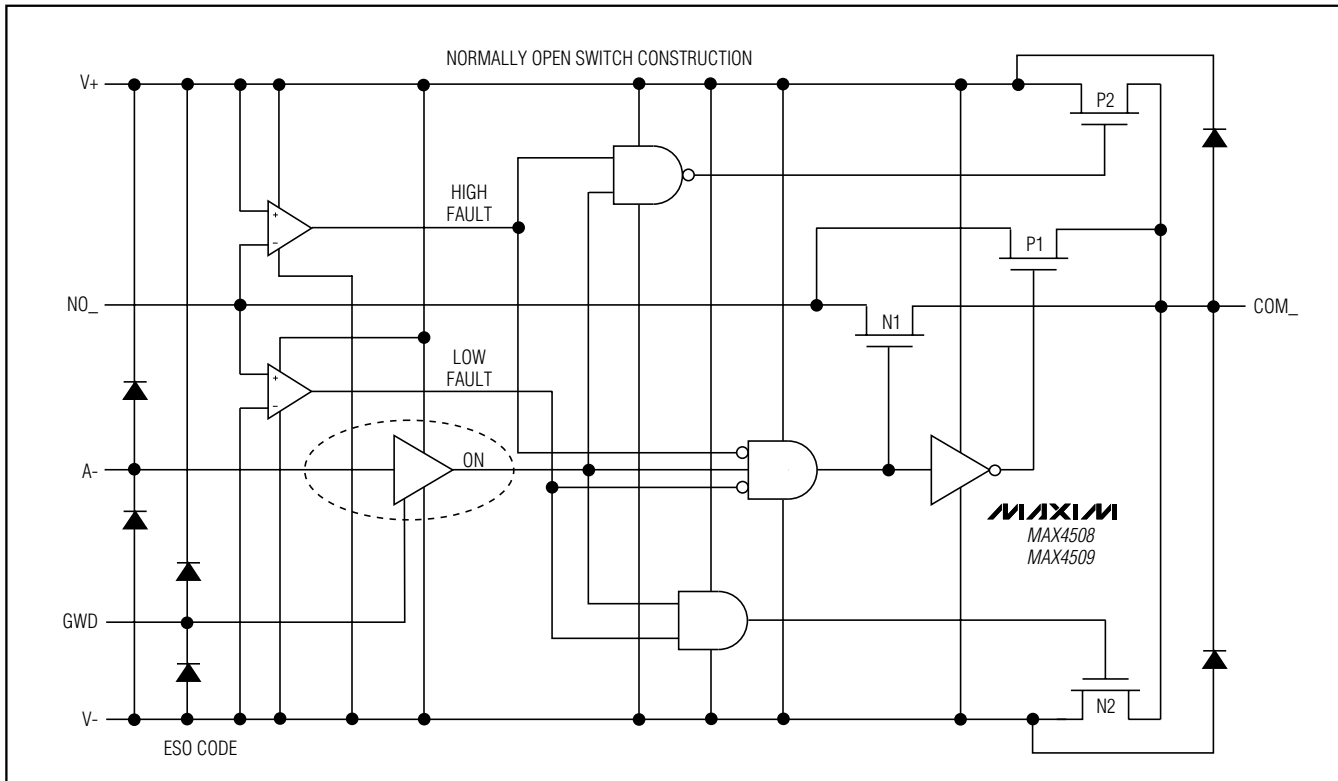 NORMALLY OPEN SWITCH CONSTRUCTION
V+
P2
HIGH
FAULT
+
-
P1
NO_
COM_
N1
LOW
FAULT
+
-
ON
A-
MAXIM
MAX4508
MAX4509
GWD
N2
V-
ESO CODE